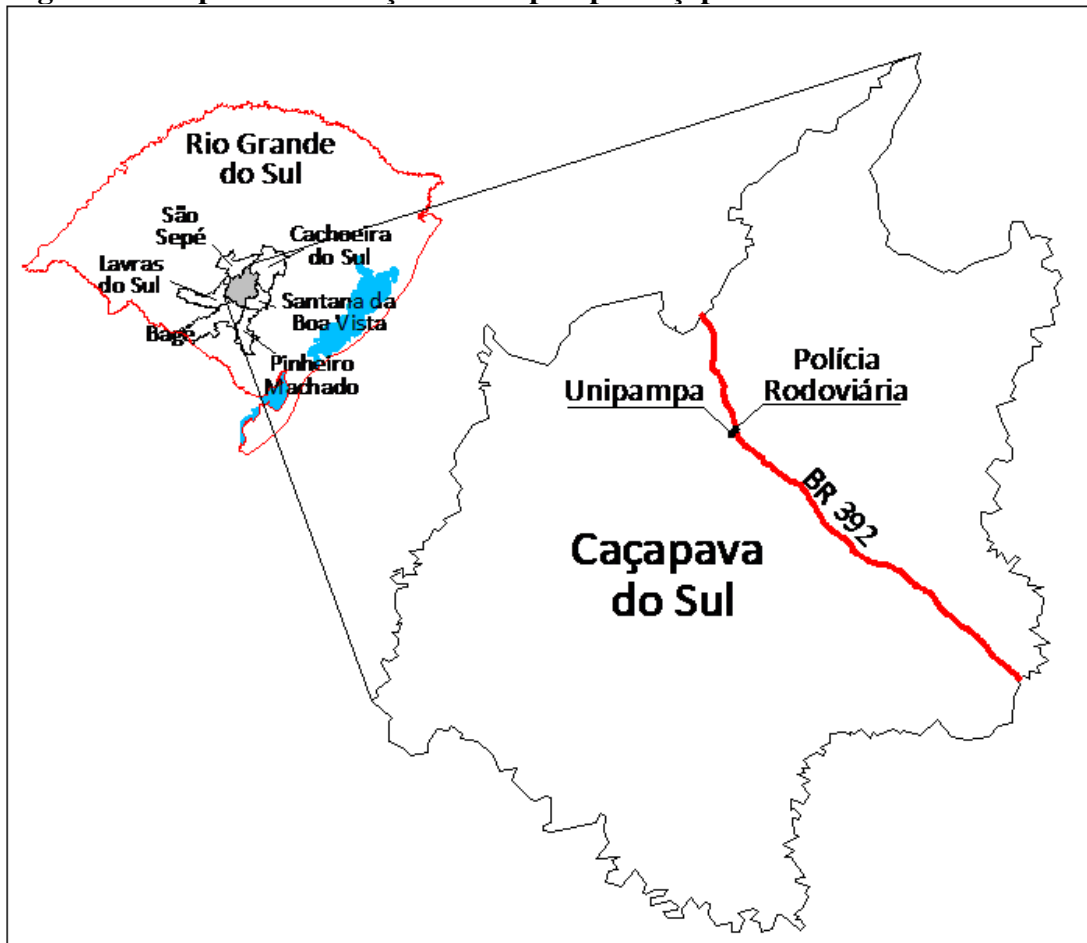 Rio Grande
do Sul
São
Sepé
Cachoeira
do Sul
Lavras
do Sul
Santana da
Boa Vista
Bagé
Pinheiro
Machado
Polícia
Rodoviária
Unipampa
BR 392
Caçapava
do Sul